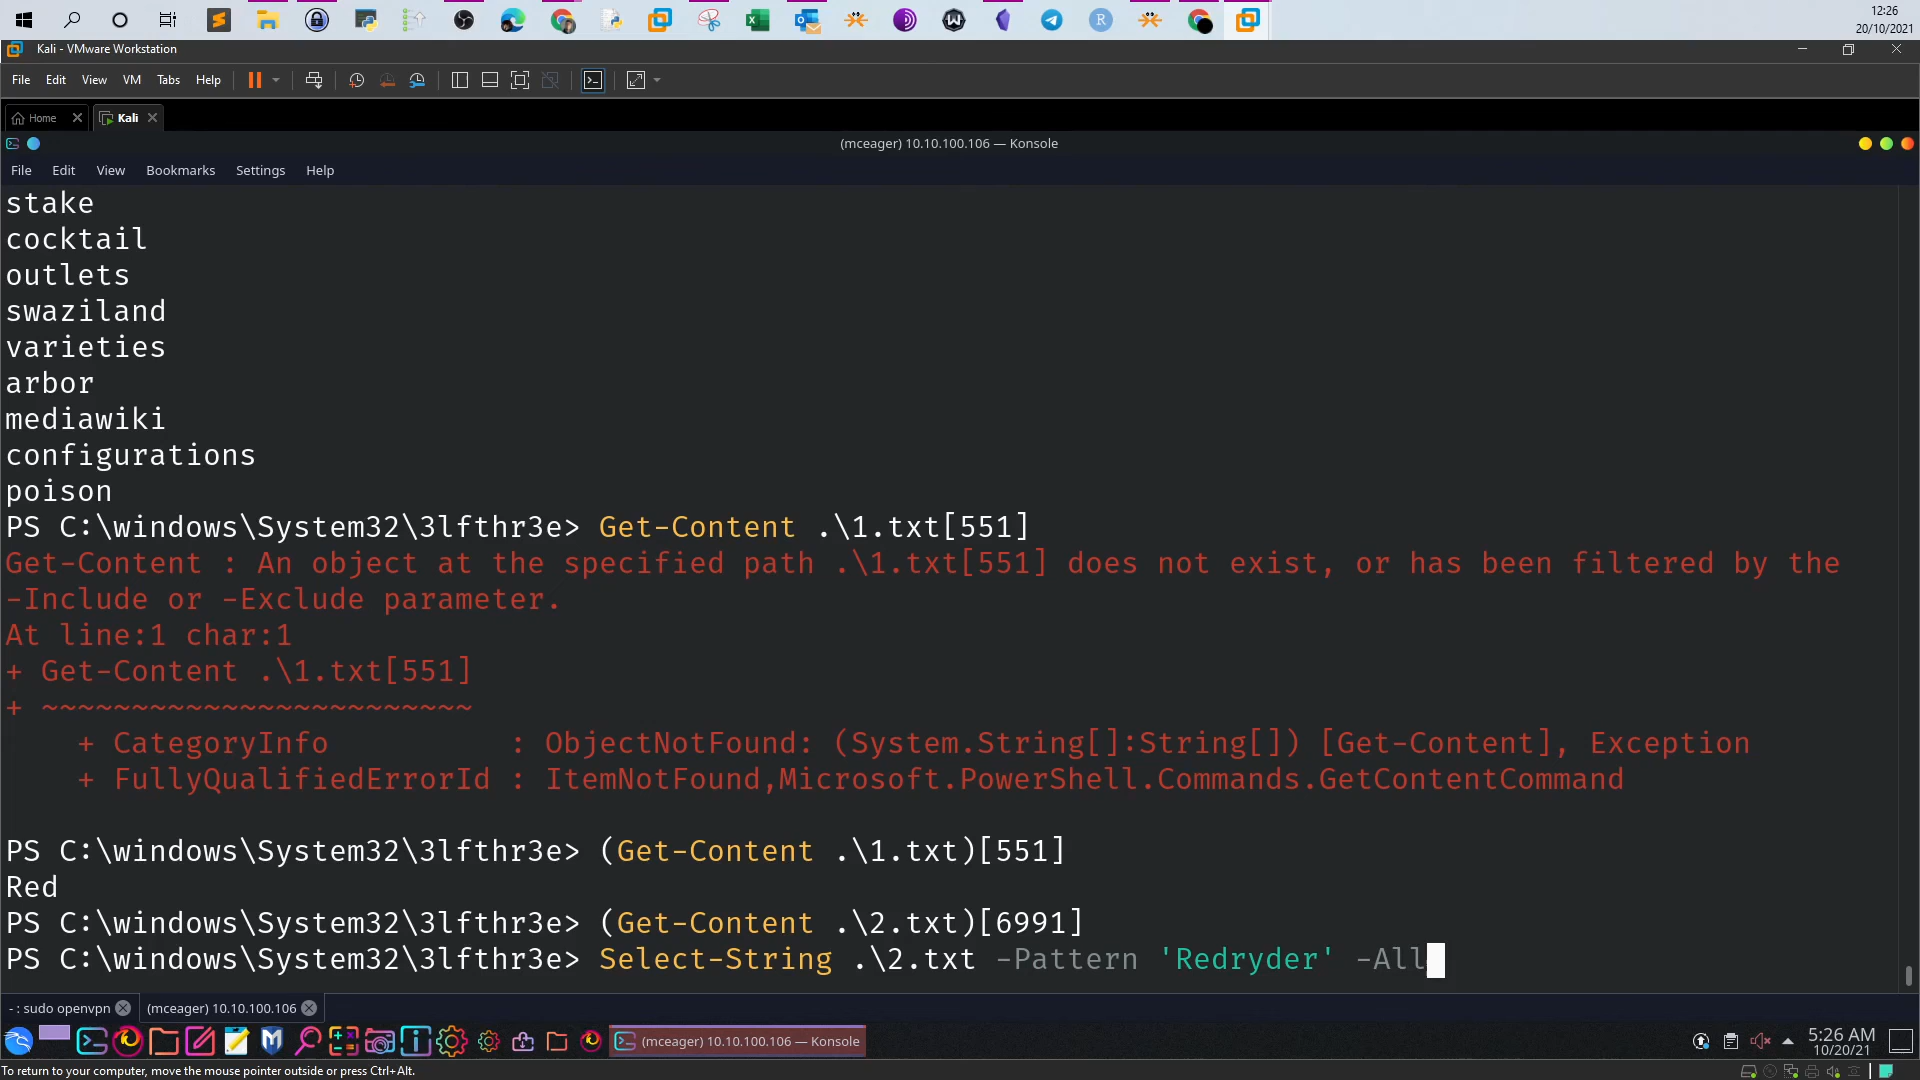 12:26
20/10/2021
Kali - VMware Workstation
File Edit View VM Tabs Help
Home
Kali
(mceager) 10.10.100.106 — Konsole
File Edit View Bookmarks Settings Help
stake
cocktail
outlets
swaziland
varieties
arbor
mediawiki
configurations
poison
PS C:\windows\System32\3lfthr3e> Get-Content .\1.txt[551]
Get-Content : An object at the specified path .\1.txt[551] does not exist, or has been filtered by the
-Include or -Exclude parameter.
At line:1 char:1
+ Get-Content .\1.txt[551]
+ ~~~~~~~~~~~~~~~~~~~~~~~~
+ CategoryInfo : ObjectNotFound: (System.String[]:String[]) [Get-Content], Exception
+ FullyQualifiedErrorId : ItemNotFound,Microsoft.PowerShell.Commands.GetContentCommand
PS C:\windows\System32\3lfthr3e> (Get-Content .\1.txt)[551]
Red
PS C:\windows\System32\3lfthr3e> (Get-Content .\2.txt)[6991]
PS C:\windows\System32\3lfthr3e> Select-String .\2.txt -Pattern 'Redryder' -All
- : sudo openvpn
(mceager) 10.10.100.106
(mceager) 10.10.100.106 — Konsole
5:26 AM
10/20/21
To return to your computer, move the mouse pointer outside or press Ctrl+Alt.